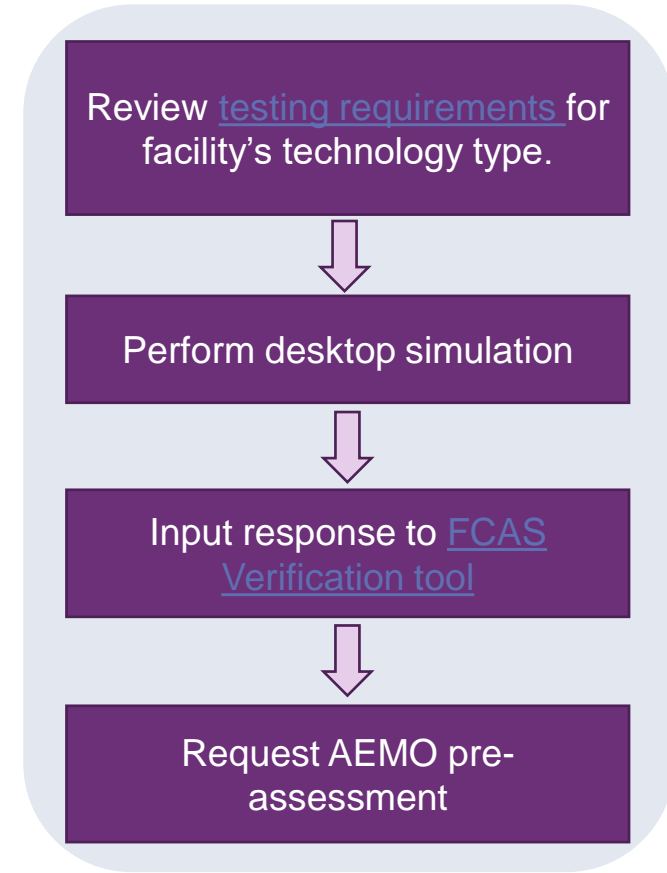 Review testing requirements for
facility’s technology type.
Perform desktop simulation
Input response to FCAS
Verification tool
Request AEMO pre-
assessment